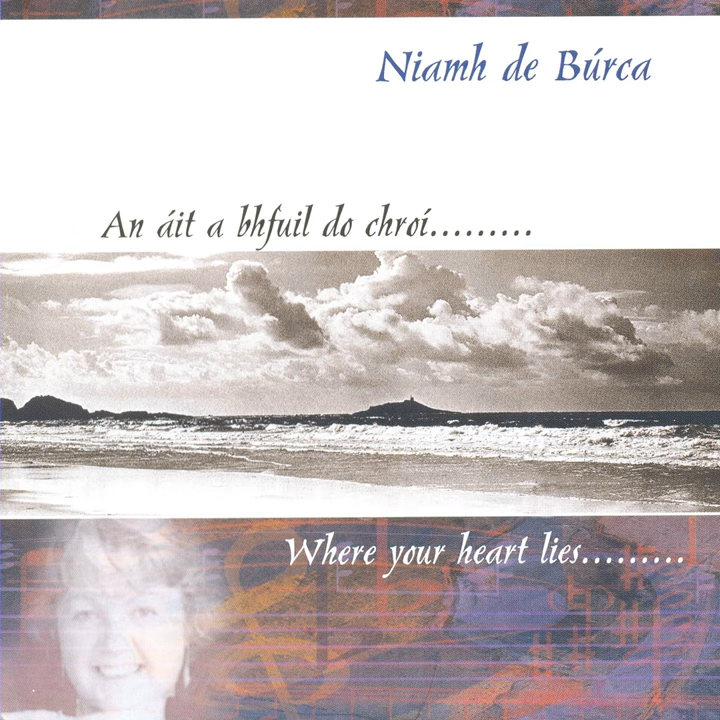 Niamh de Búrca
An áit a bhfuil do chroí.........
Where your heart lies.........